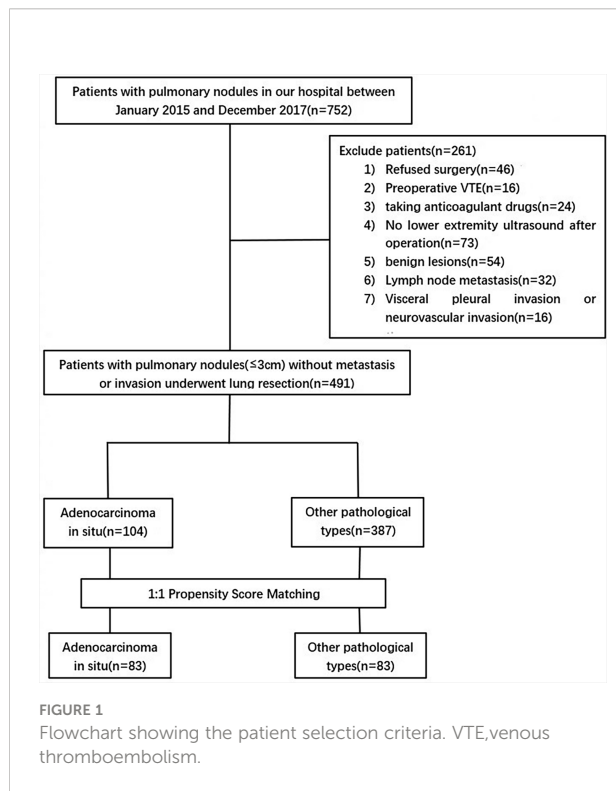 Patients with pulmonary nodules in our hospital between
January 2015 and December 2017(n=752)
Exclude patients(n=261)
1) Refused surgery(n=46)
2) Preoperative VTE(n=16)
3) taking anticoagulant drugs(n=24)
4) No lower extremity ultrasound after
operation(n=73)
5) benign lesions(n=54)
6) Lymph node metastasis(n=32)
7) Visceral pleural invasion or
neurovascular invasion(n=16)
Patients with pulmonary nodules(≤3cm) without metastasis
or invasion underwent lung resection(n=491)
Adenocarcinoma
in situ(n=104)
Other pathological
types(n=387)
1:1 Propensity Score Matching
Adenocarcinoma
in situ(n=83)
Other pathological
types(n=83)
FIGURE 1
Flowchart showing the patient selection criteria. VTE,venous
thromboembolism.